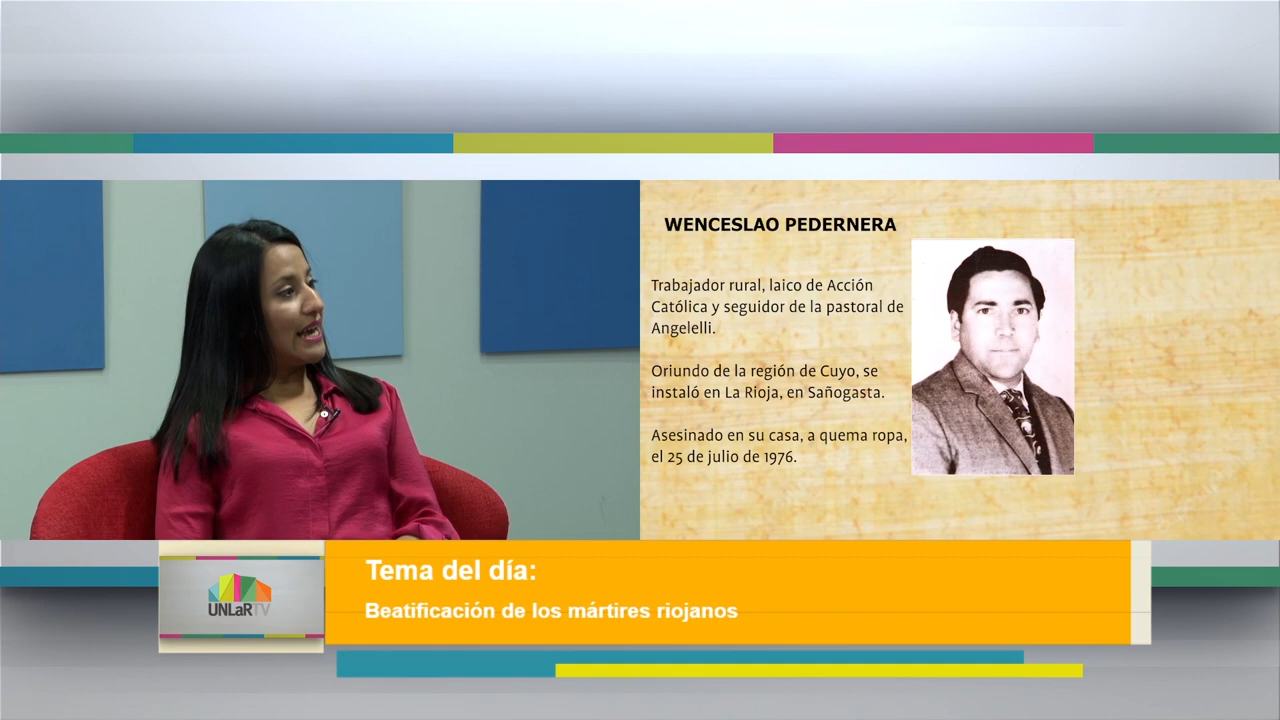 WENCESLAO PEDERNERA
Trabajador rural, laico de Acción
Católica y seguidor de la pastoral de
Angelelli.
Oriundo de la región de Cuyo, se
instaló en La Rioja, en Sañogasta.
Asesinado en su casa, a quema ropa,
el 25 de julio de 1976.
Tema del día:
Beatificación de los mártires riojanos
UNLaRTV